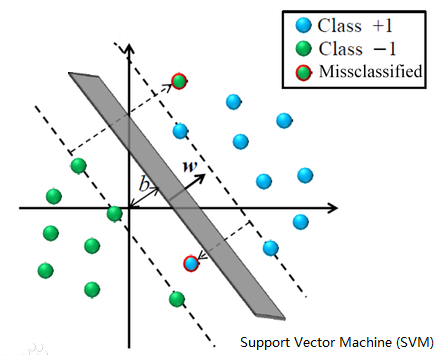 Class +1
Class −1
Missclassified
w
b
Support Vector Machine (SVM)